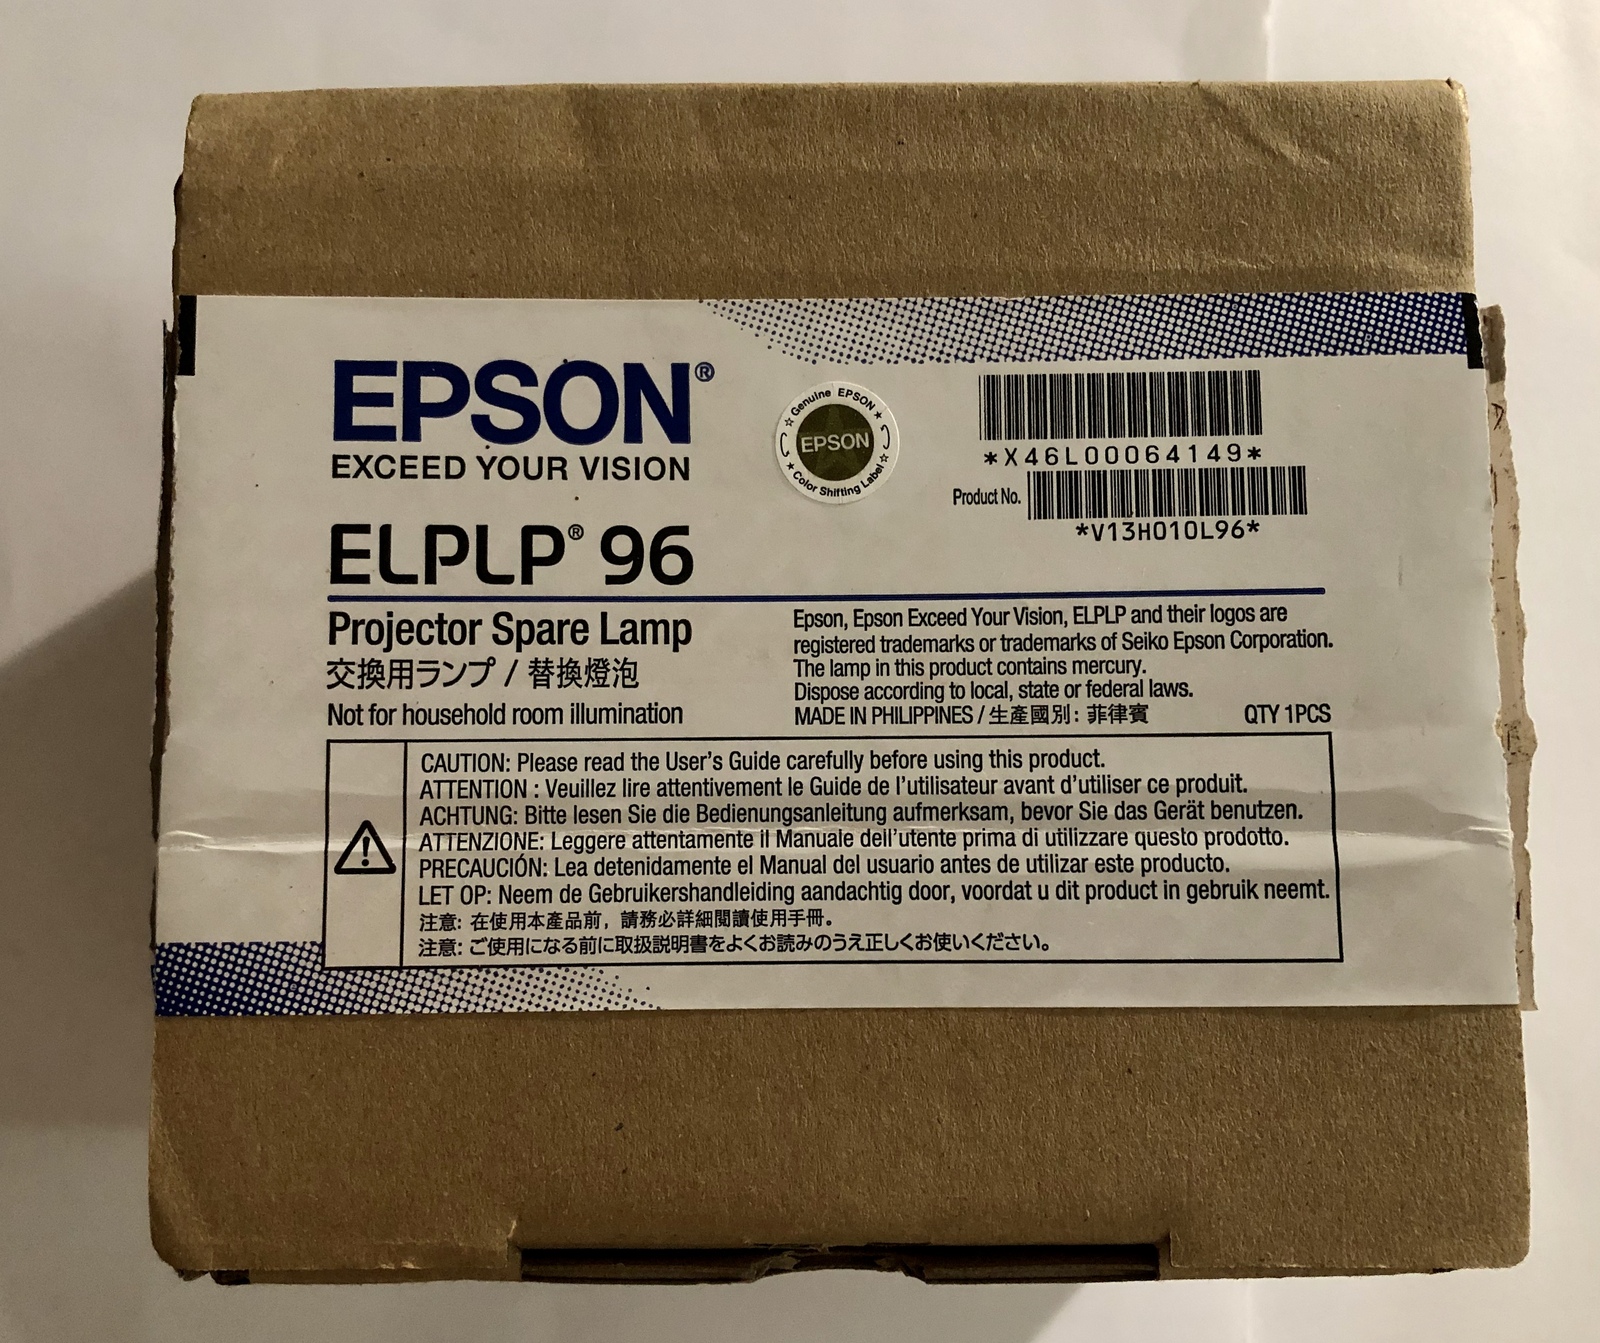 EPSON®
EXCEED YOUR VISION
☆ Genuine EPSON ★
EPSON
★ Color Shifting Label ☆
*X46L00064149*
Product No.
*V13H010L96*
ELPLP® 96
Projector Spare Lamp
交換用ランプ / 替換燈泡
Not for household room illumination
Epson, Epson Exceed Your Vision, ELPLP and their logos are
registered trademarks or trademarks of Seiko Epson Corporation.
The lamp in this product contains mercury.
Dispose according to local, state or federal laws.
MADE IN PHILIPPINES / 生產國別: 菲律賓 QTY 1PCS
CAUTION: Please read the User's Guide carefully before using this product.
ATTENTION : Veuillez lire attentivement le Guide de l'utilisateur avant d'utiliser ce produit.
ACHTUNG: Bitte lesen Sie die Bedienungsanleitung aufmerksam, bevor Sie das Gerät benutzen.
ATTENZIONE: Leggere attentamente il Manuale dell'utente prima di utilizzare questo prodotto.
PRECAUCIÓN: Lea detenidamente el Manual del usuario antes de utilizar este producto.
LET OP: Neem de Gebruikershandleiding aandachtig door, voordat u dit product in gebruik neemt.
注意: 在使用本產品前，請務必詳細閱讀使用手冊。
注意: ご使用になる前に取扱説明書をよくお読みのうえ正しくお使いください。